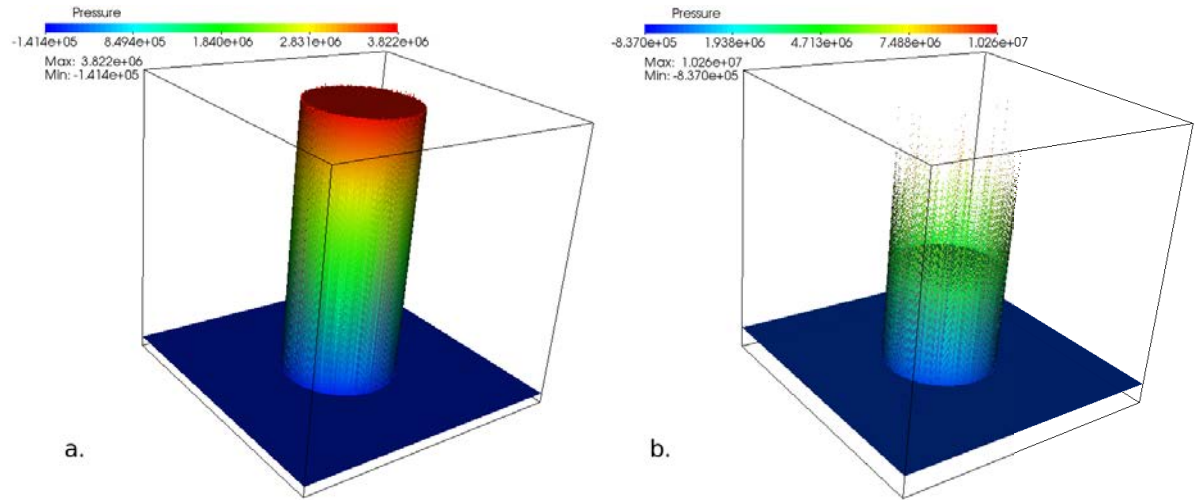 Pressure
-1.414e+05 8.494e+05 1.840e+06 2.831e+06 3.822e+06
Max: 3.822e+06
Min: -1.414e+05
a.
Pressure
-8.370e+05 1.938e+06 4.713e+06 7.488e+06 1.026e+07
Max: 1.026e+07
Min: -8.370e+05
b.